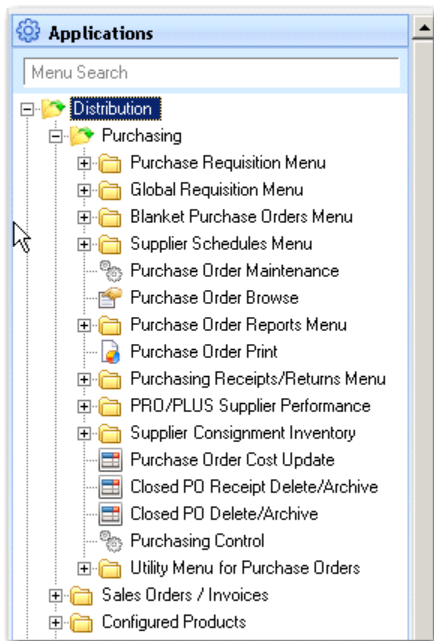 Applications
Menu Search
Distribution
Purchasing
Purchase Requisition Menu
Global Requisition Menu
Blanket Purchase Orders Menu
Supplier Schedules Menu
Purchase Order Maintenance
Purchase Order Browse
Purchase Order Reports Menu
Purchase Order Print
Purchasing Receipts/Returns Menu
PRO/PLUS Supplier Performance
Supplier Consignment Inventory
Purchase Order Cost Update
Closed PO Receipt Delete/Archive
Closed PO Delete/Archive
Purchasing Control
Utility Menu for Purchase Orders
Sales Orders / Invoices
Configured Products